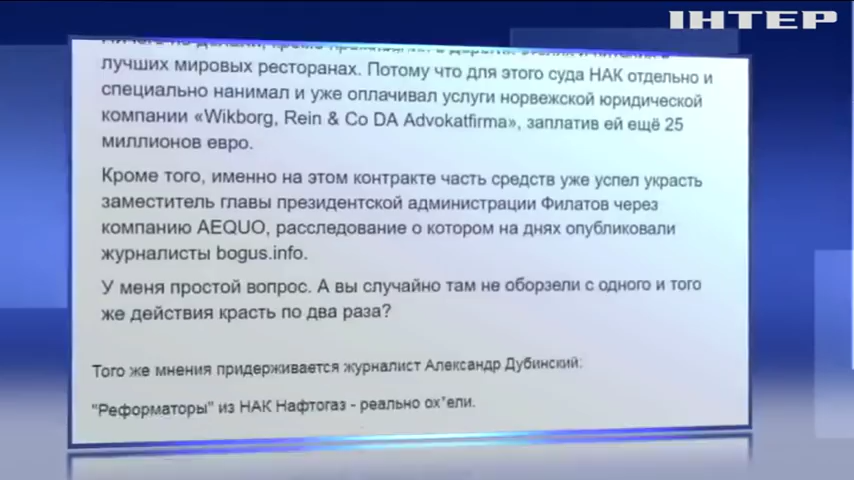 ІНТЕР
лучших мировых ресторанах. Потому что для этого суда НАК отдельно и
специально нанимал и уже оплачивал услуги норвежской юридической
компании «Wikborg, Rein & Co DA Advokatfirma», заплатив ей ещё 25
миллионов евро.
Кроме того, именно на этом контракте часть средств уже успел украсть
заместитель главы президентской администрации Филатов через
компанию AEQUO, расследование о котором на днях опубликовали
журналисты bogus.info.
У меня простой вопрос. А вы случайно там не оборзели с одного и того
же действия красть по два раза?
Того же мнения придерживается журналист Александр Дубинский:
"Реформаторы" из НАК Нафтогаз - реально ох*ели.